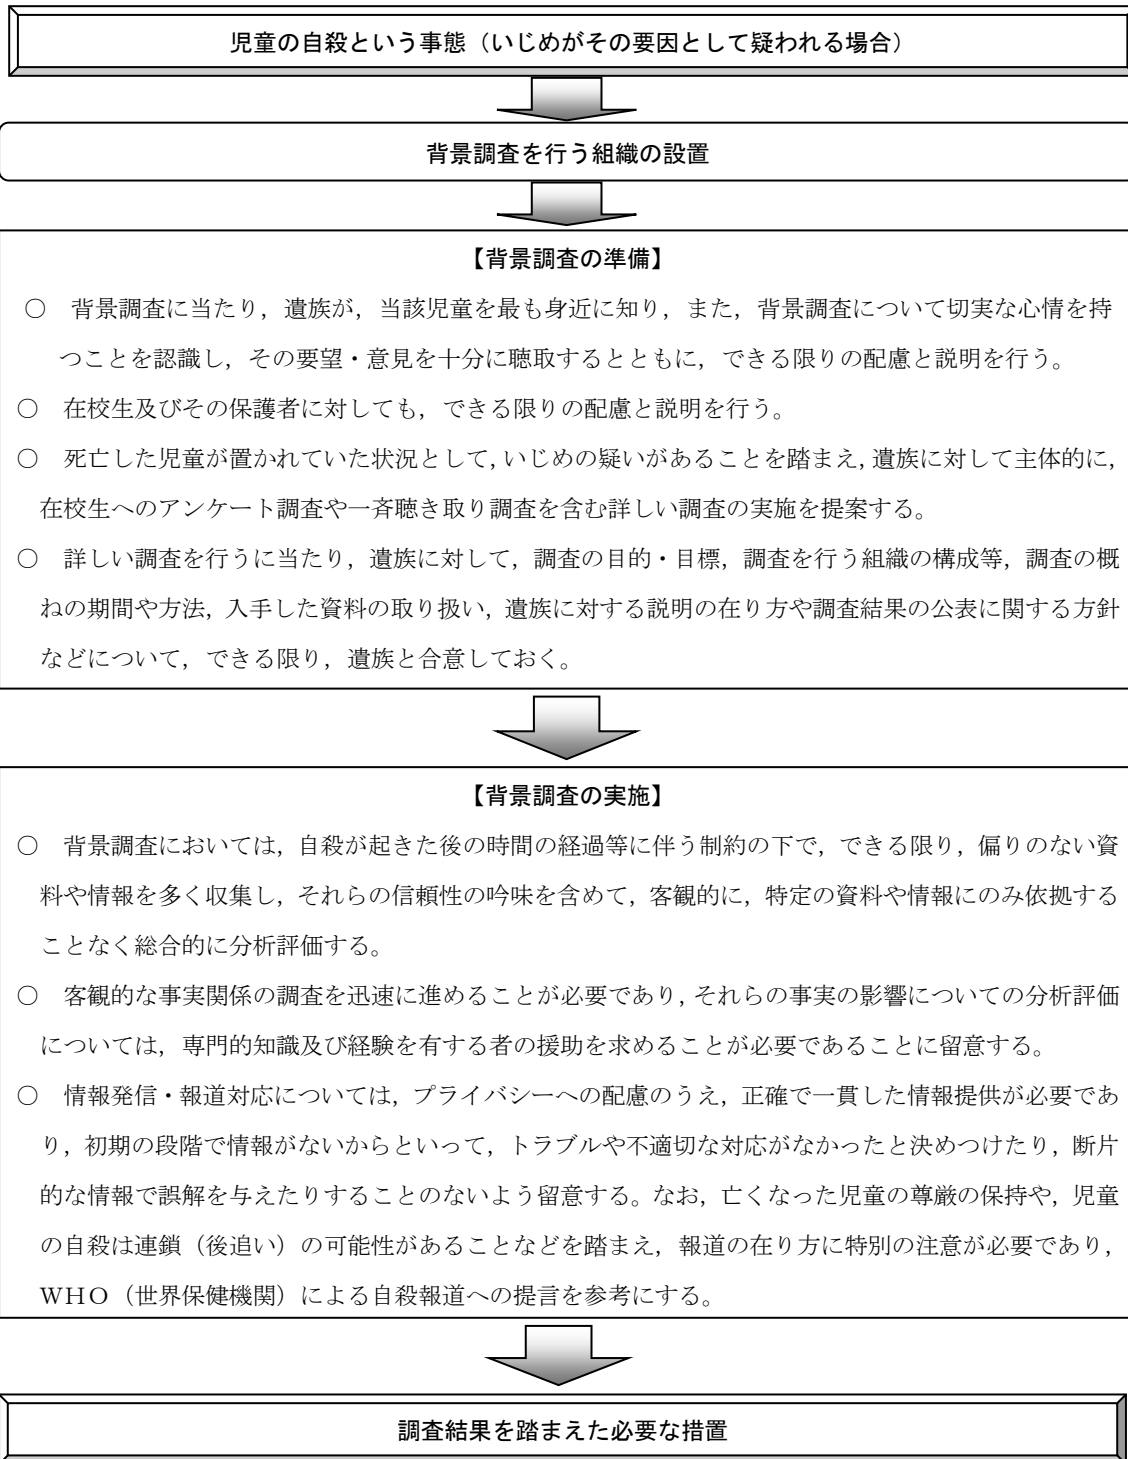 児童の自殺という事態（いじめがその要因として疑われる場合）
背景調査を行う組織の設置
【背景調査の準備】
○　背景調査に当たり，遺族が，当該児童を最も身近に知り，また，背景調査について切実な心情を持
つことを認識し，その要望・意見を十分に聴取するとともに，できる限りの配慮と説明を行う。
○　在校生及びその保護者に対しても，できる限りの配慮と説明を行う。
○　死亡した児童が置かれていた状況として，いじめの疑いがあることを踏まえ，遺族に対して主体的に，
在校生へのアンケート調査や一斉聴き取り調査を含む詳しい調査の実施を提案する。
○　詳しい調査を行うに当たり，遺族に対して，調査の目的・目標，調査を行う組織の構成等，調査の概
ねの期間や方法，入手した資料の取り扱い，遺族に対する説明の在り方や調査結果の公表に関する方針
などについて，できる限り，遺族と合意しておく。
【背景調査の実施】
○　背景調査においては，自殺が起きた後の時間の経過等に伴う制約の下で，できる限り，偏りのない資
料や情報を多く収集し，それらの信頼性の吟味を含めて，客観的に，特定の資料や情報にのみ依拠する
ことなく総合的に分析評価する。
○　客観的な事実関係の調査を迅速に進めることが必要であり，それらの事実の影響についての分析評価
については，専門的知識及び経験を有する者の援助を求めることが必要であることに留意する。
○　情報発信・報道対応については，プライバシーへの配慮のうえ，正確で一貫した情報提供が必要であ
り，初期の段階で情報がないからといって，トラブルや不適切な対応がなかったと決めつけたり，断片
的な情報で誤解を与えたりすることのないよう留意する。なお，亡くなった児童の尊厳の保持や，児童
の自殺は連鎖（後追い）の可能性があることなどを踏まえ，報道の在り方に特別の注意が必要であり，
ＷＨＯ（世界保健機関）による自殺報道への提言を参考にする。
調査結果を踏まえた必要な措置